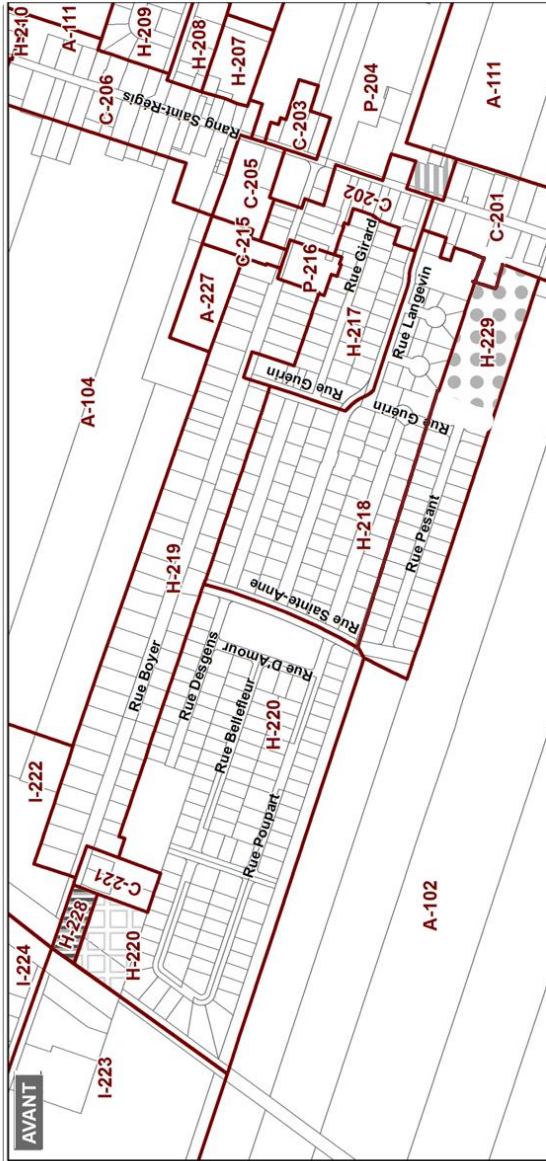 AVANT
I-223
I-224
H-220
H-228
C-221
I-222
Rue Boyer
H-219
A-104
Rue Poupart
Rue Bellefleur
Rue Desgens
H-220
Rue D'Amour
A-102
Rue Sainte-Anne
H-218
Rue Pesant
Rue Guérin
Rue Guérin
H-217
Rue Girard
Rue Langevin
H-229
A-227
C-215
P-216
C-205
C-202
C-203
C-201
Rang Saint-Régis
C-206
H-210
A-111
H-209
H-208
H-207
P-204
A-111